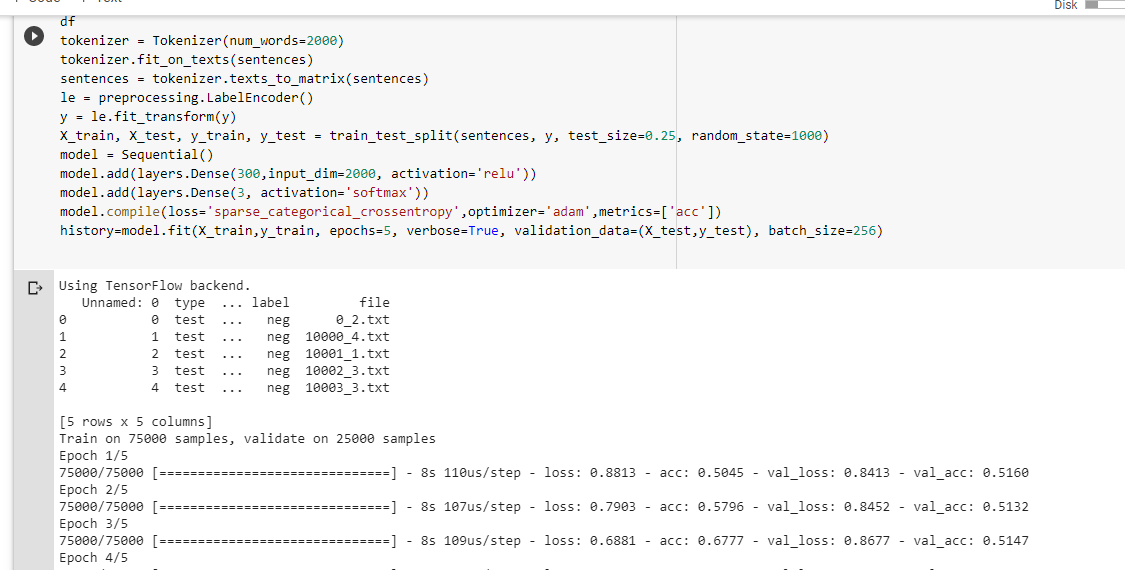 Disk
df
tokenizer = Tokenizer(num_words=2000)
tokenizer.fit_on_texts(sentences)
sentences = tokenizer.texts_to_matrix(sentences)
le = preprocessing.LabelEncoder()
y = le.fit_transform(y)
X_train, X_test, y_train, y_test = train_test_split(sentences, y, test_size=0.25, random_state=1000)
model = Sequential()
model.add(layers.Dense(300,input_dim=2000, activation='relu'))
model.add(layers.Dense(3, activation='softmax'))
model.compile(loss='sparse_categorical_crossentropy',optimizer='adam',metrics=['acc'])
history=model.fit(X_train,y_train, epochs=5, verbose=True, validation_data=(X_test,y_test), batch_size=256)
Using TensorFlow backend.
Unnamed: 0 type ... label file
0 0 test ... neg 0_2.txt
1 1 test ... neg 10000_4.txt
2 2 test ... neg 10001_1.txt
3 3 test ... neg 10002_3.txt
4 4 test ... neg 10003_3.txt
[5 rows x 5 columns]
Train on 75000 samples, validate on 25000 samples
Epoch 1/5
75000/75000 [==============================] - 8s 110us/step - loss: 0.8813 - acc: 0.5045 - val_loss: 0.8413 - val_acc: 0.5160
Epoch 2/5
75000/75000 [==============================] - 8s 107us/step - loss: 0.7903 - acc: 0.5796 - val_loss: 0.8452 - val_acc: 0.5132
Epoch 3/5
75000/75000 [==============================] - 8s 109us/step - loss: 0.6881 - acc: 0.6777 - val_loss: 0.8677 - val_acc: 0.5147
Epoch 4/5